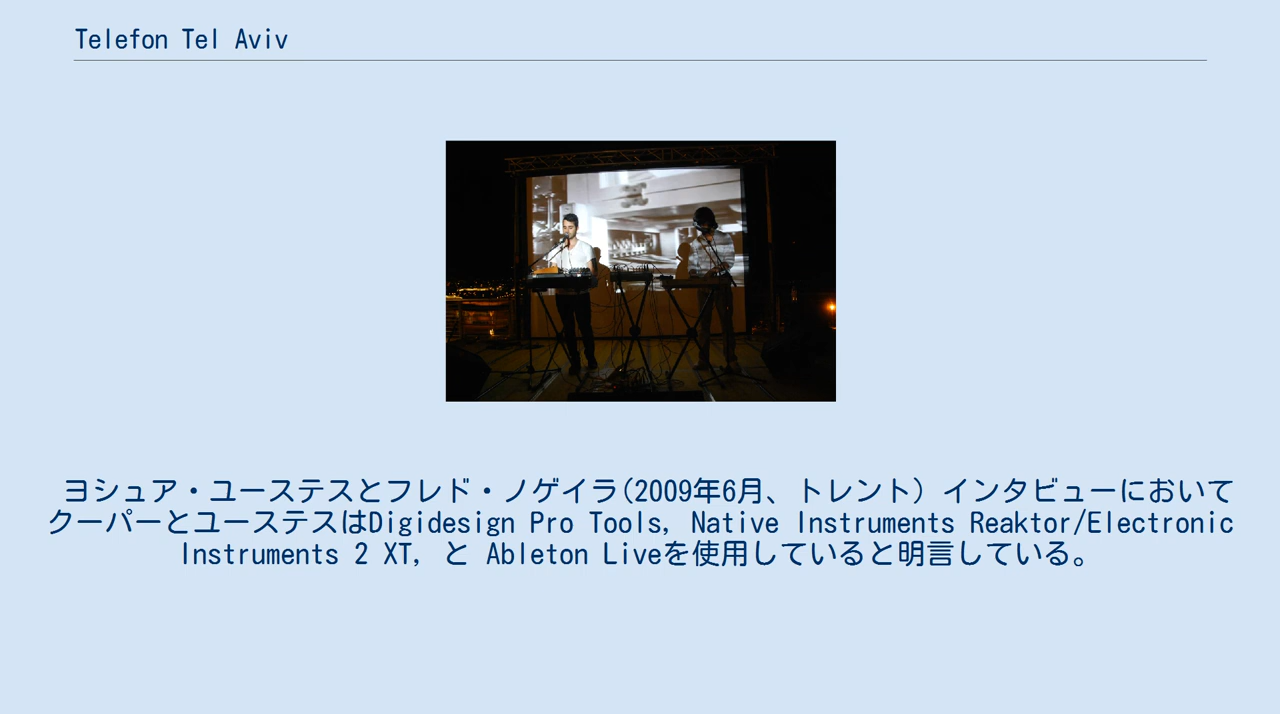 Telefon Tel Aviv
ヨシュア・ユーステスとフレド・ノゲイラ(2009年6月、トレント) インタビューにおいて
クーパーとユーステスはDigidesign Pro Tools, Native Instruments Reaktor/Electronic
Instruments 2 XT, と Ableton Liveを使用していると明言している。